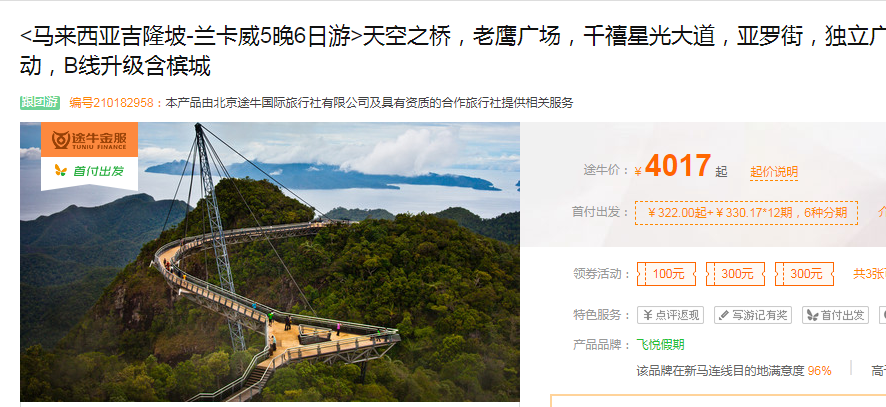 <马来西亚吉隆坡-兰卡威5晚6日游>天空之桥，老鹰广场，千禧星光大道，亚罗街，独立广
动，B线升级含槟城
跟团游 编号210182958：本产品由北京途牛国际旅行社有限公司及具有资质的合作旅行社提供相关服务
途牛金服
TUNIU FINANCE
首付出发
途牛价：¥4017起 起价说明
首付出发：¥322.00起+¥330.17*12期，6种分期
领券活动：100元 300元 300元 共3张
特色服务：¥点评返现 写游记有奖 首付出发
产品品牌：飞悦假期
该品牌在新马连线目的地满意度 96%